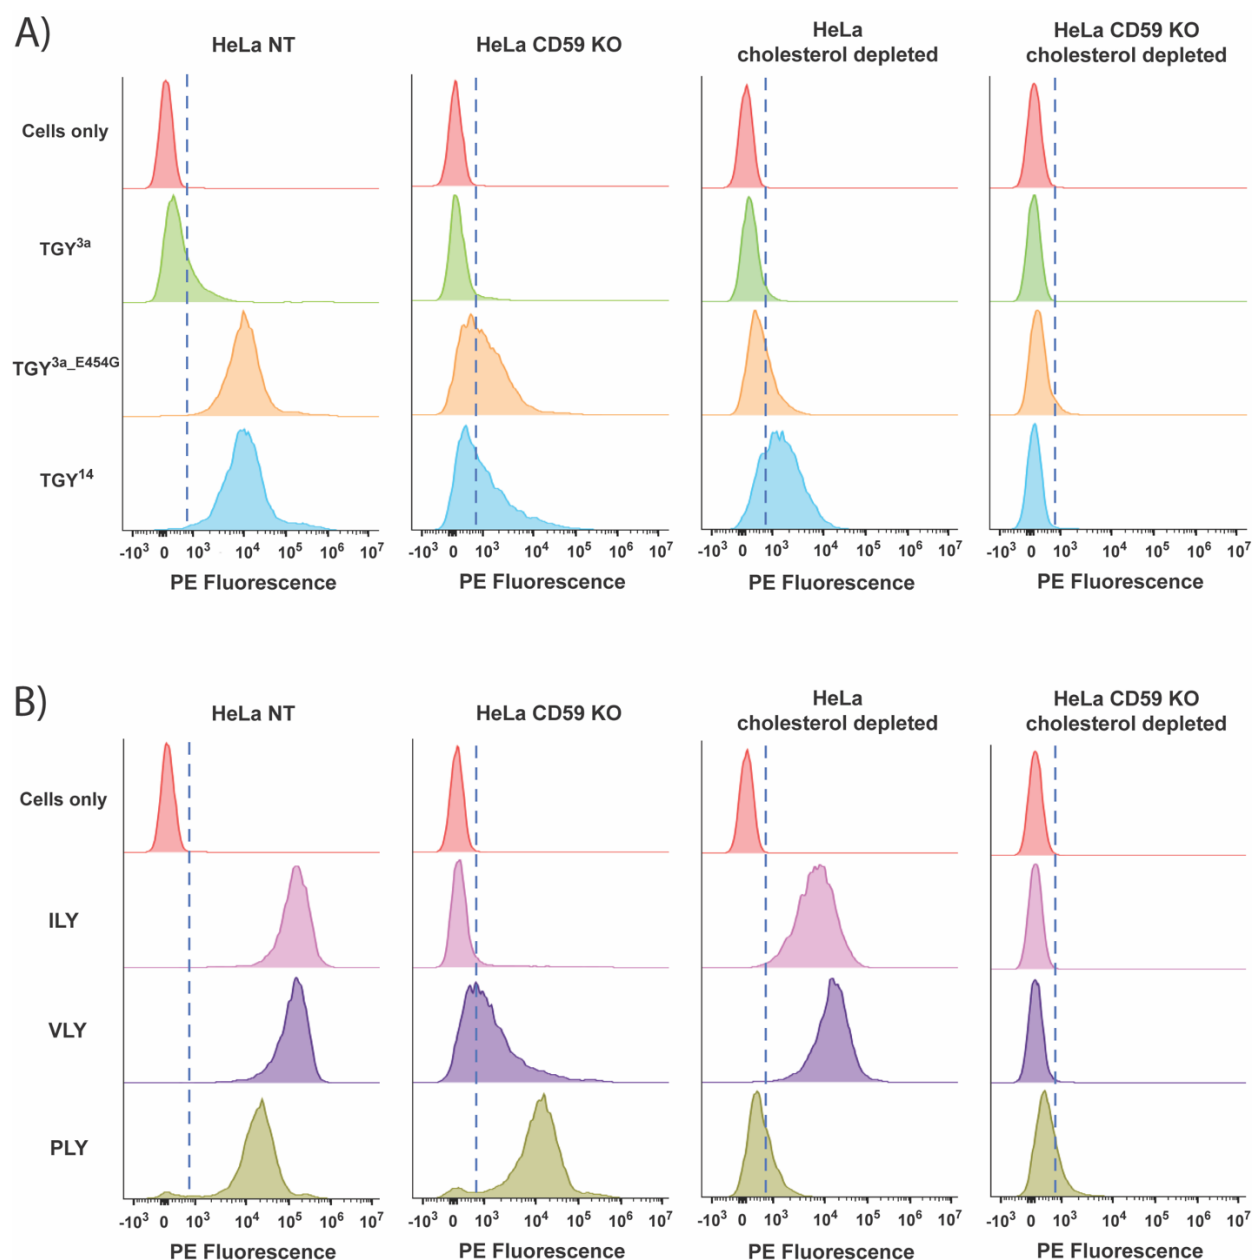 A)
HeLa NT
HeLa CD59 KO
HeLa
cholesterol depleted
HeLa CD59 KO
cholesterol depleted
Cells only
TGY3a
TGY3a_E454G
TGY14
-10³ 0 10³ 10⁴ 10⁵ 10⁶ 10⁷
-10³ 0 10³ 10⁴ 10⁵ 10⁶ 10⁷
-10³ 0 10³ 10⁴ 10⁵ 10⁶ 10⁷
-10³ 0 10³ 10⁴ 10⁵ 10⁶ 10⁷
PE Fluorescence
PE Fluorescence
PE Fluorescence
PE Fluorescence
B)
HeLa NT
HeLa CD59 KO
HeLa
cholesterol depleted
HeLa CD59 KO
cholesterol depleted
Cells only
ILY
VLY
PLY
-10³ 0 10³ 10⁴ 10⁵ 10⁶ 10⁷
-10³ 0 10³ 10⁴ 10⁵ 10⁶ 10⁷
-10³ 0 10³ 10⁴ 10⁵ 10⁶ 10⁷
-10³ 0 10³ 10⁴ 10⁵ 10⁶ 10⁷
PE Fluorescence
PE Fluorescence
PE Fluorescence
PE Fluorescence